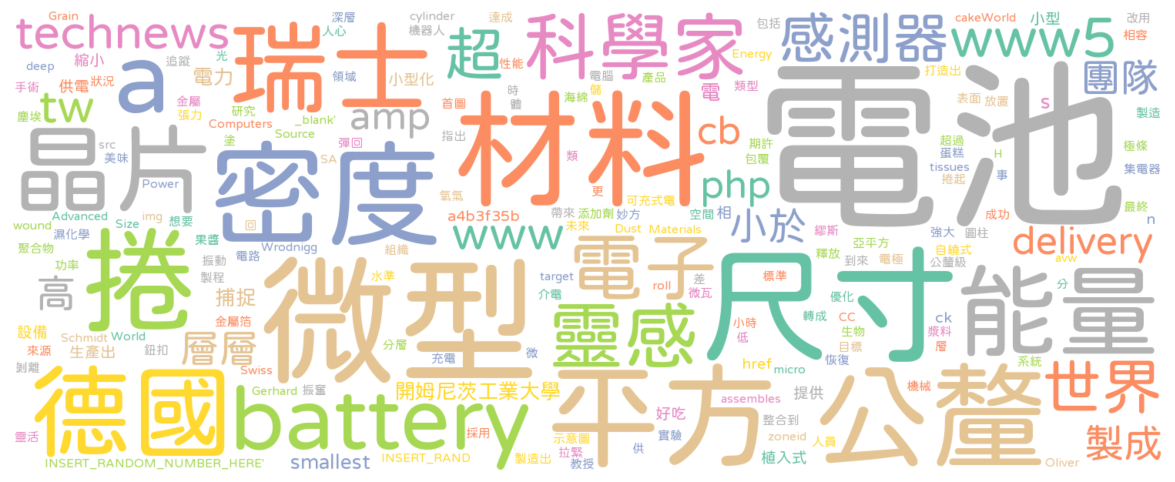 Grain
深層
人心
cylinder
機器人
達成
cakeWorld
小型
改用
相容
包括
technews
瑞士
超
科學家
感測器
www5
團隊
Energy
性能
光
追蹤
縮小
deep
供電
狀況
電力
小型化
領域
電腦
產品
類型
電
儲
打造出
手術
a
時
體
海綿
首圖
表面
放置
s
tw
塵埃
金屬
張力
研究
Computers
_blank'
Source
塗
彈回
amp
指出
材料
cb
期許
包覆
電池
製造
超過
蛋糕
H
極條
tissues
捲起
事
集電器
src
美味
Power
晶片
密度
SA
氧氣
類
更
可充式電
php
最終
Advanced
img
想要
wound
濕化學
Size
聚合物
果醬
回
Wrodnigg
電路
組織
a4b3f35b
www
帶來
添加劑
妙方
未來
Dust
Materials
空間
相
小於
繆斯
成功
強大
圓柱
n
delivery
功率
振動
製程
高
捲
捕捉
水準
微型
target
介電
電子
roll
差
微瓦
標準
到來
釋放
亞平方
電極
自繞式
公釐級
avw
分
尺寸
能量
金屬箔
設備
Schmidt
World
來源
生產出
鈕扣
剝離
層層
Swiss
分層
充電
微
靈感
小時
低
micro
href
優化
轉成
CC
生物
目標
ck
漿料
層
恢復
系統
德國
battery
Gerhard
振奮
開姆尼茨工業大學
平方公釐
assembles
提供
機械
世界
靈活
採用
好吃
示意圖
拉緊
實驗
教授
供
整合到
zoneid
人員
植入式
製成
INSERT_RANDOM_NUMBER_HERE'
smallest
INSERT_RAND
製造出
Oliver